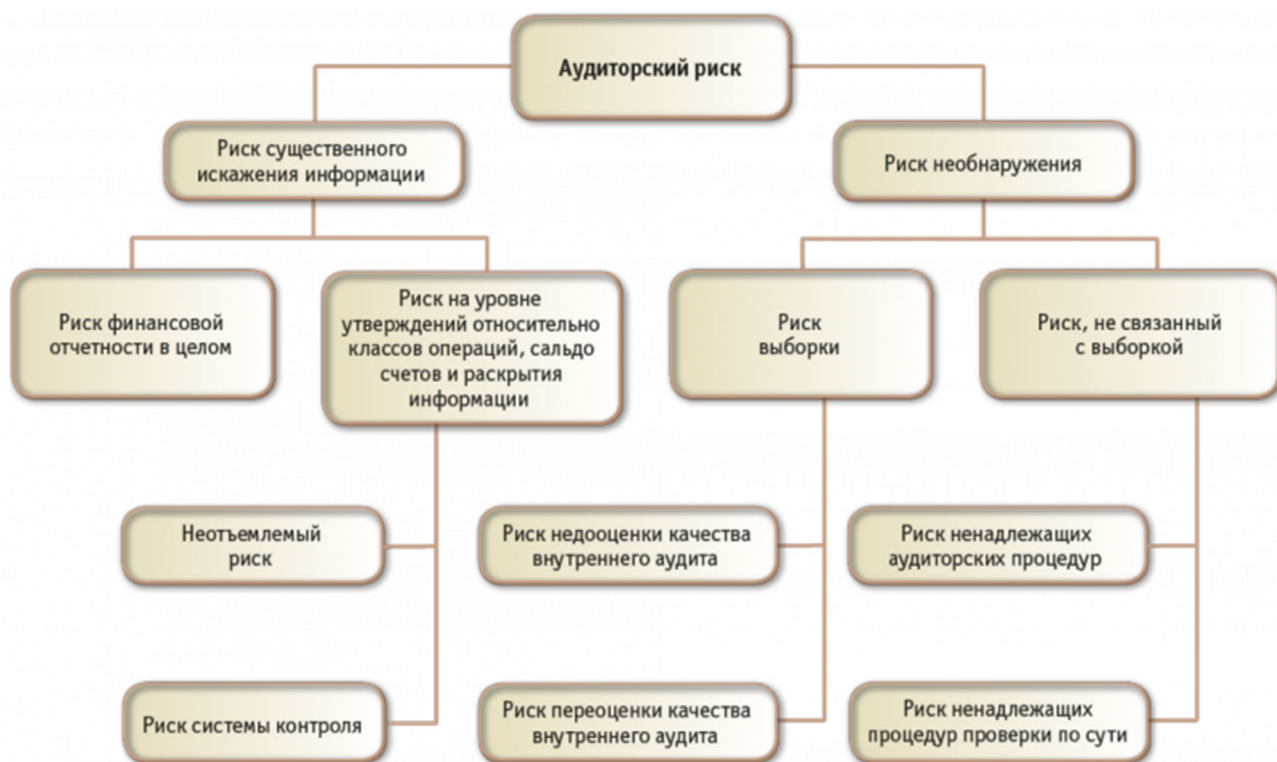 Аудиторский риск
Риск существенного
искажения информации
Риск необнаружения
Риск финансовой
отчетности в целом
Риск на уровне
утверждений относительно
классов операций, сальдо
счетов и раскрытия
информации
Риск
выборки
Риск, не связанный
с выборкой
Неотъемлемый
риск
Риск недооценки качества
внутреннего аудита
Риск ненадлежащих
аудиторских процедур
Риск системы контроля
Риск переоценки качества
внутреннего аудита
Риск ненадлежащих
процедур проверки по сути